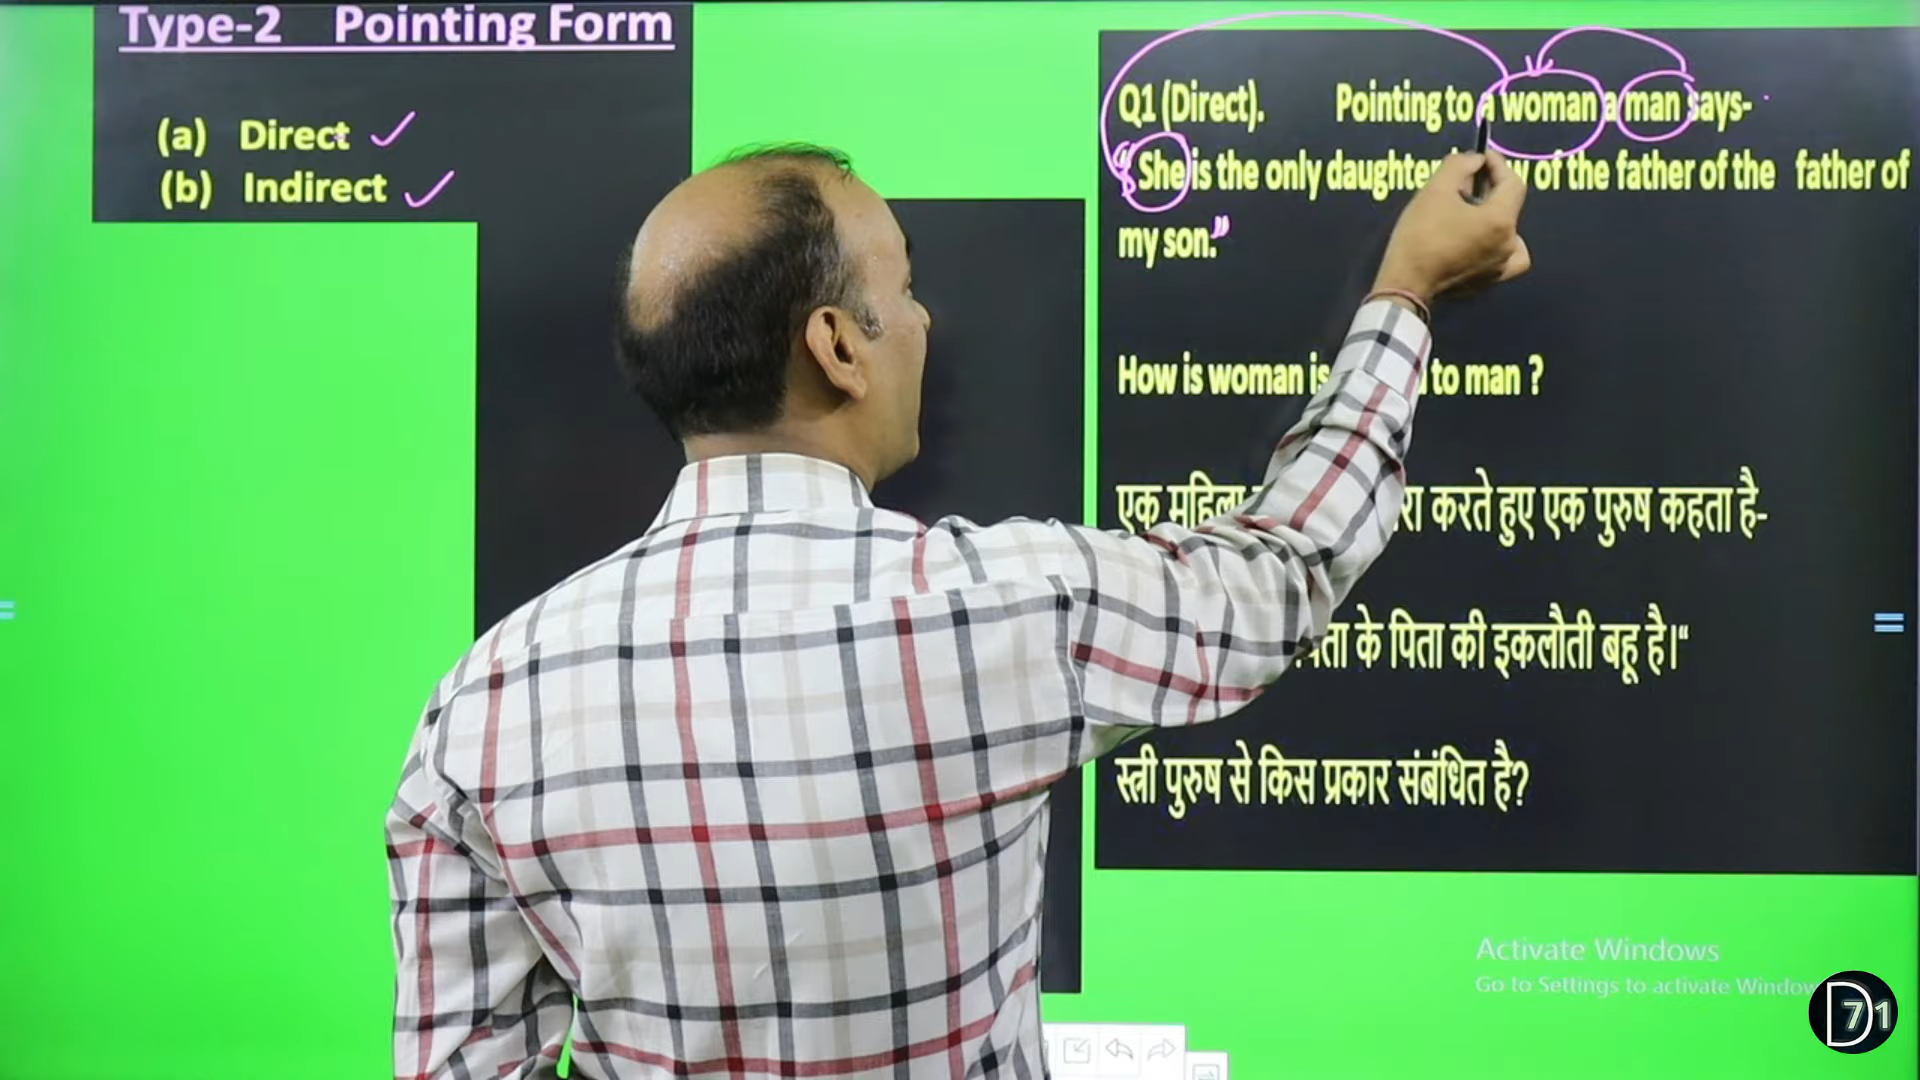 Type-2 Pointing Form
(a) Direct
(b) Indirect
Q1 (Direct). Pointing to a woman a man says-
"She is the only daughter of the father of the father of
my son."
How is woman is to man ?
एक महिला करते हुए एक पुरुष कहता है-
के पिता की इकलौती बहू है।"
स्त्री पुरुष से किस प्रकार संबंधित है?
Activate Windows
Go to Settings to activate
D71